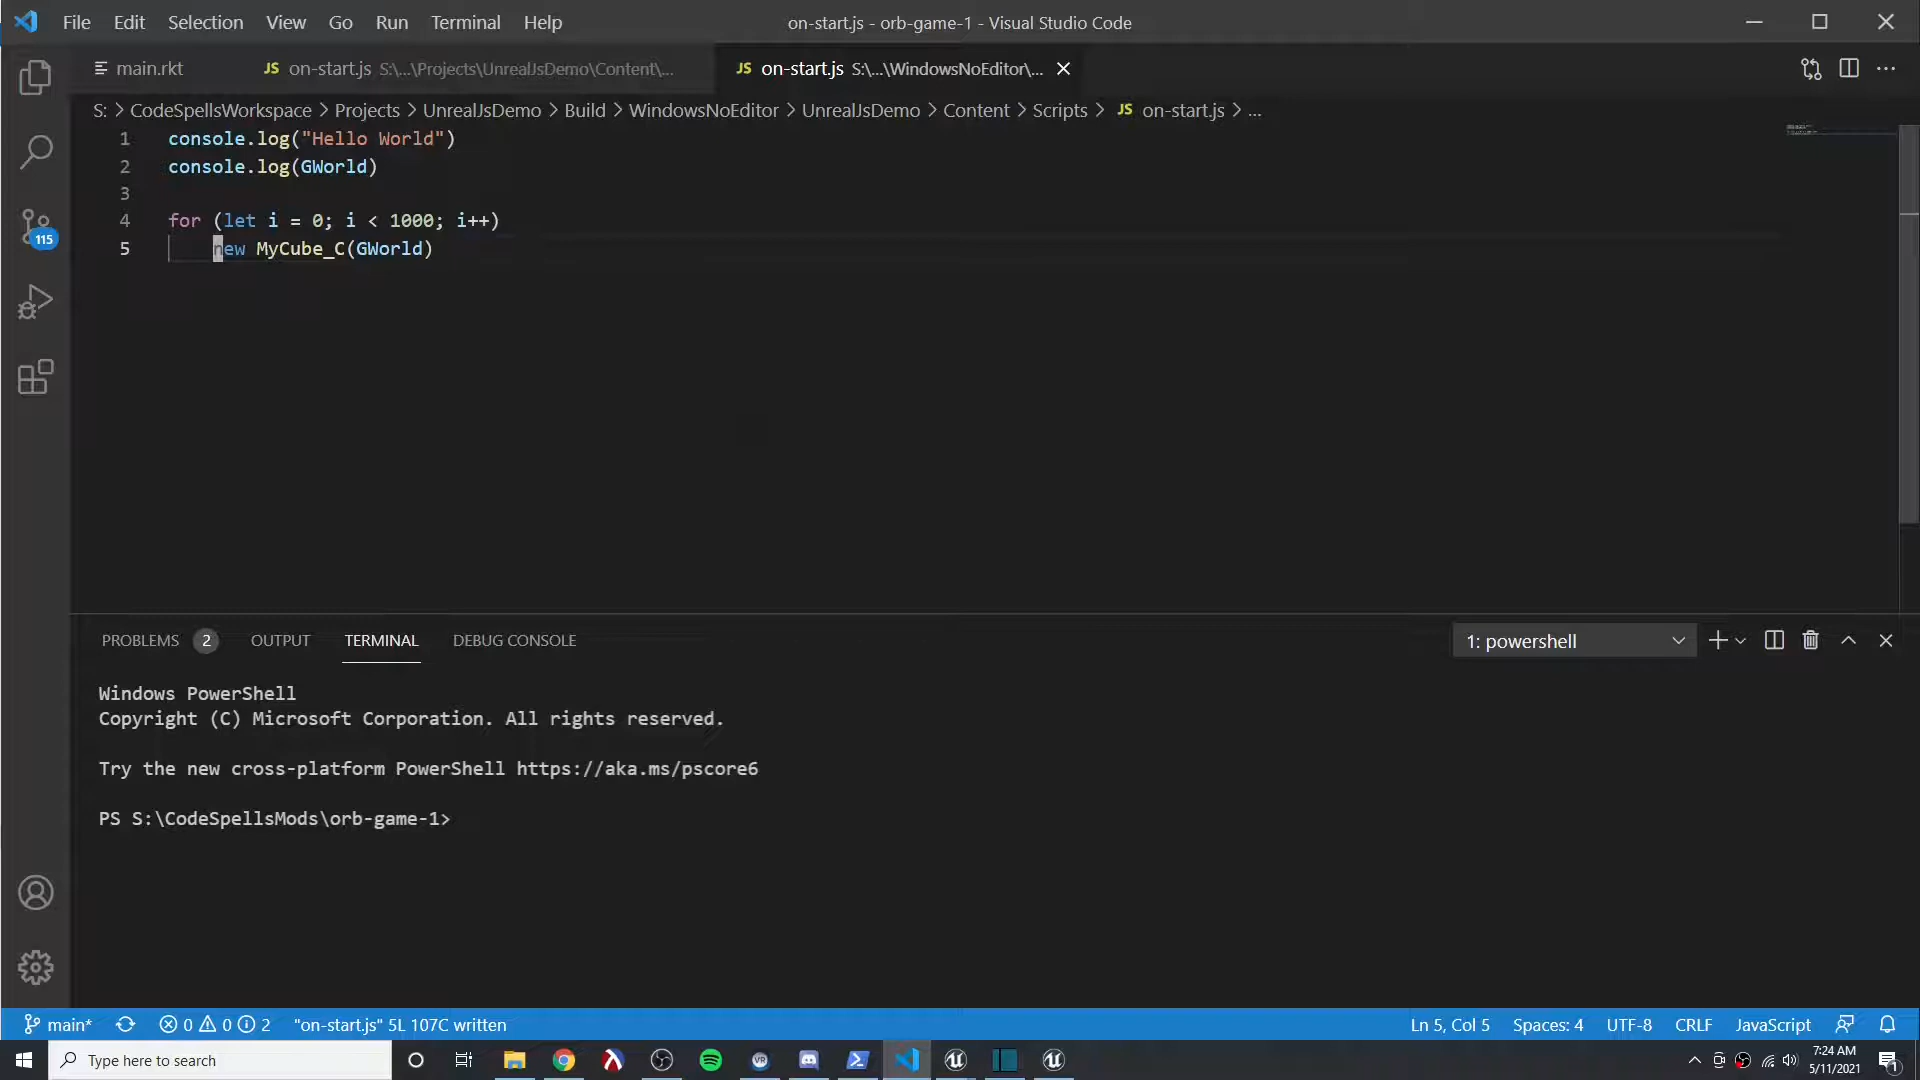 File Edit Selection View Go Run Terminal Help
on-start.js - orb-game-1 - Visual Studio Code
main.rkt
JS on-start.js S:\...\Projects\UnrealJsDemo\Content\...
JS on-start.js S:\...\WindowsNoEditor\...
S: > CodeSpellsWorkspace > Projects > UnrealJsDemo > Build > WindowsNoEditor > UnrealJsDemo > Content > Scripts > JS on-start.js > ...
1 console.log("Hello World")
2 console.log(GWorld)
3
4 for (let i = 0; i < 1000; i++)
5 new MyCube_C(GWorld)
115
PROBLEMS 2 OUTPUT TERMINAL DEBUG CONSOLE
1: powershell
Windows PowerShell
Copyright (C) Microsoft Corporation. All rights reserved.
Try the new cross-platform PowerShell https://aka.ms/pscore6
PS S:\CodeSpellsMods\orb-game-1>
main* 0 0 2 "on-start.js" 5L 107C written
Ln 5, Col 5 Spaces: 4 UTF-8 CRLF JavaScript
Type here to search
VR
7:24 AM
5/11/2021
1